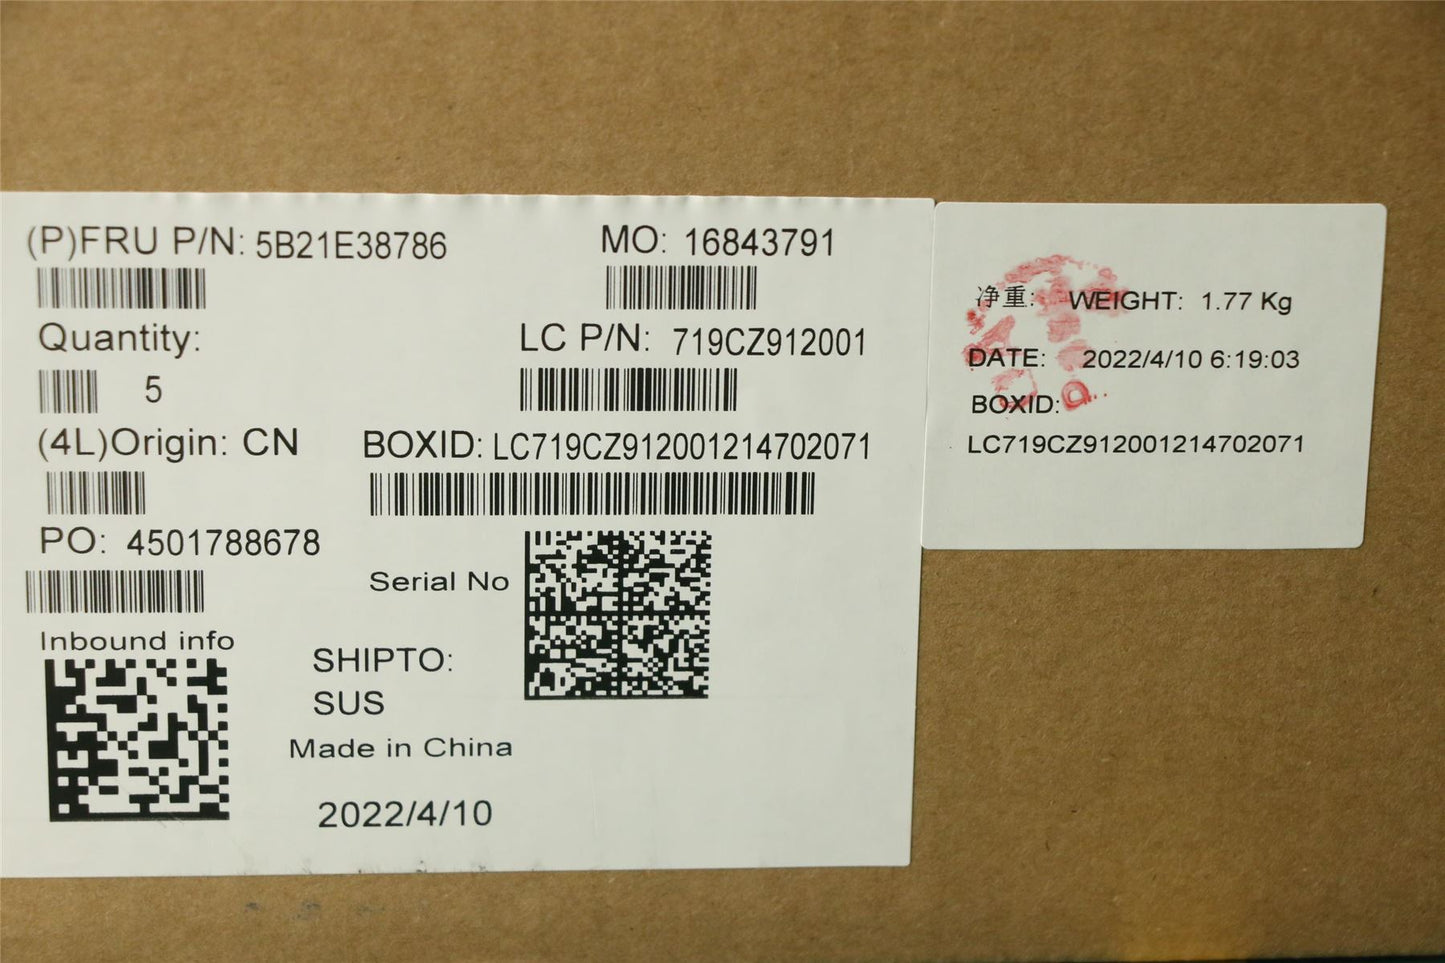 (P)FRU P/N: 5B21E38786
MO: 16843791
Quantity:
5
LC P/N: 719CZ912001
(4L)Origin: CN
BOXID: LC719CZ912001214702071
PO: 4501788678
Serial No
Inbound info
SHIPTO:
SUS
Made in China
2022/4/10
净重: WEIGHT: 1.77 Kg
DATE: 2022/4/10 6:19:03
BOXID:
LC719CZ912001214702071